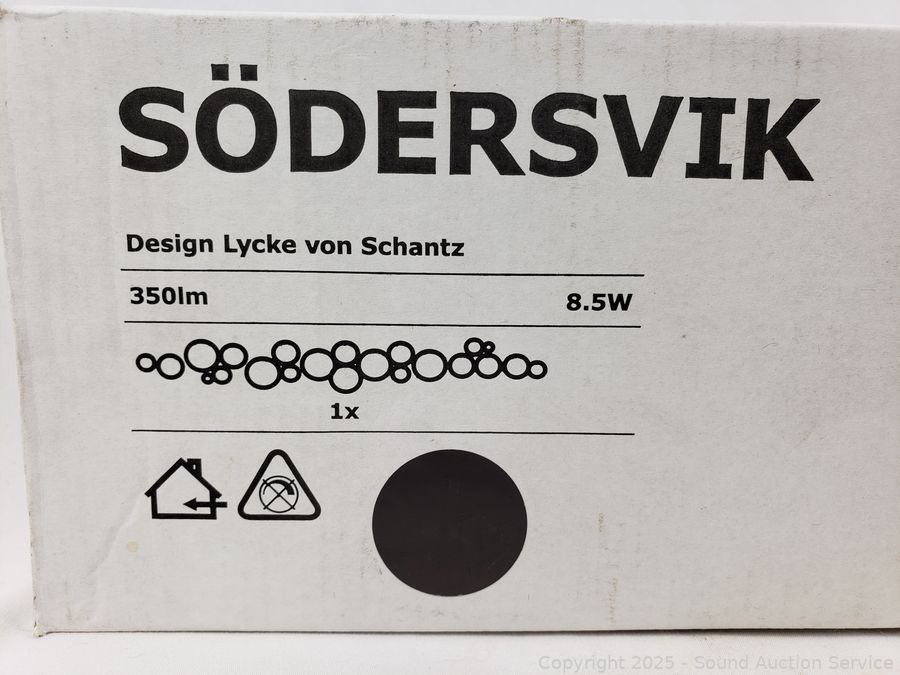 SÖDERSVIK
Design Lycke von Schantz
350lm 8.5W
1x
Copyright 2025 - Sound Auction Service